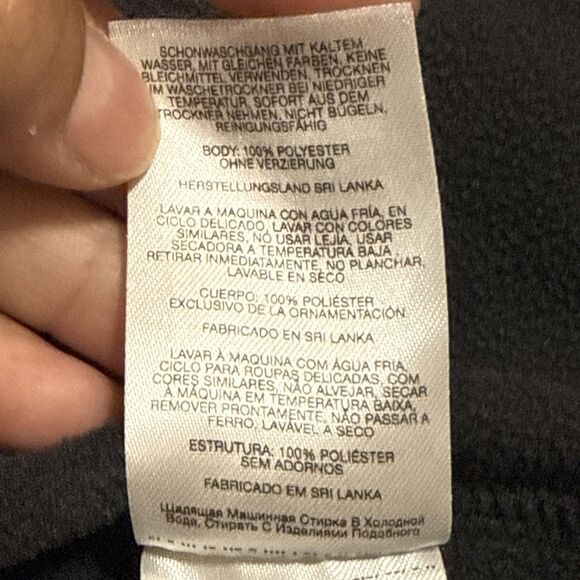 SCHONWASCHGANG MIT KALTEM
WASSER, MIT GLEICHEN FARBEN, KEINE
BLEICHMITTEL VERWENDEN, TROCKNEN
IM WÄSCHETROCKNER BEI NIEDRIGER
TEMPERATUR, SOFORT AUS DEM
TROCKNER NEHMEN, NICHT BÜGELN,
REINIGUNGSFÄHIG
BODY: 100% POLYESTER
OHNE VERZIERUNG
HERSTELLUNGSLAND SRI LANKA
LAVAR A MAQUINA CON AGUA FRÍA, EN
CICLO DELICADO, LAVAR CON COLORES
SIMILARES, NO USAR LEJÍA, USAR
SECADORA A TEMPERATURA BAJA,
RETIRAR INMEDIATAMENTE, NO PLANCHAR,
LAVABLE EN SECO
CUERPO: 100% POLIÉSTER
EXCLUSIVO DE LA ORNAMENTACIÓN
FABRICADO EN SRI LANKA
LAVAR À MAQUINA COM ÁGUA FRIA,
CICLO PARA ROUPAS DELICADAS, COM
CORES SIMILARES, NÃO ALVEJAR, SECAR
À MAQUINA EM TEMPERATURA BAIXA,
REMOVER PRONTAMENTE, NÃO PASSAR A
FERRO, LAVÁVEL A SECO
ESTRUTURA: 100% POLIÉSTER
SEM ADORNOS
FABRICADO EM SRI LANKA
Щадящая Машинная Стирка В Холодной
Воде, Стирать С Изделиями Подобного